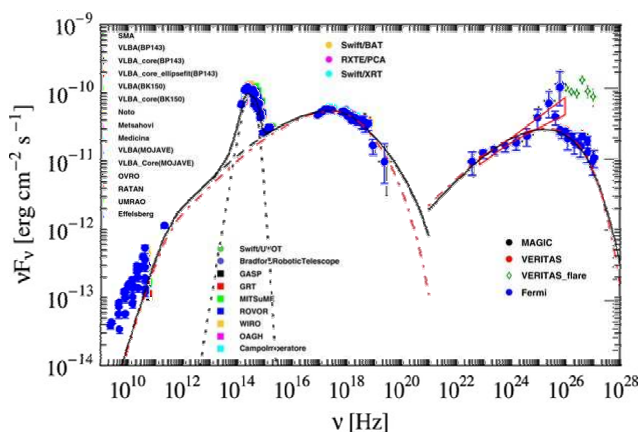 10⁻⁹
10⁻¹⁰
10⁻¹¹
10⁻¹²
10⁻¹³
10⁻¹⁴
νFν [erg cm⁻² s⁻¹]
SMA
VLBA(BP143)
VLBA_core(BP143)
VLBA_core_ellipsefit(BP143)
VLBA(BK150)
VLBA_core(BK150)
Noto
Metsahovi
Medicina
VLBA(MOJAVE)
VLBA_Core(MOJAVE)
OVRO
RATAN
UMRAO
Effelsberg
Swift/BAT
RXTE/PCA
Swift/XRT
Swift/UVOT
BradfordRoboticTelescope
GASP
GRT
MITSuME
ROVOR
WIRO
OAGH
CampoImperatore
MAGIC
VERITAS
VERITAS_flare
Fermi
10¹⁰ 10¹² 10¹⁴ 10¹⁶ 10¹⁸ 10²⁰ 10²² 10²⁴ 10²⁶ 10²⁸
ν [Hz]